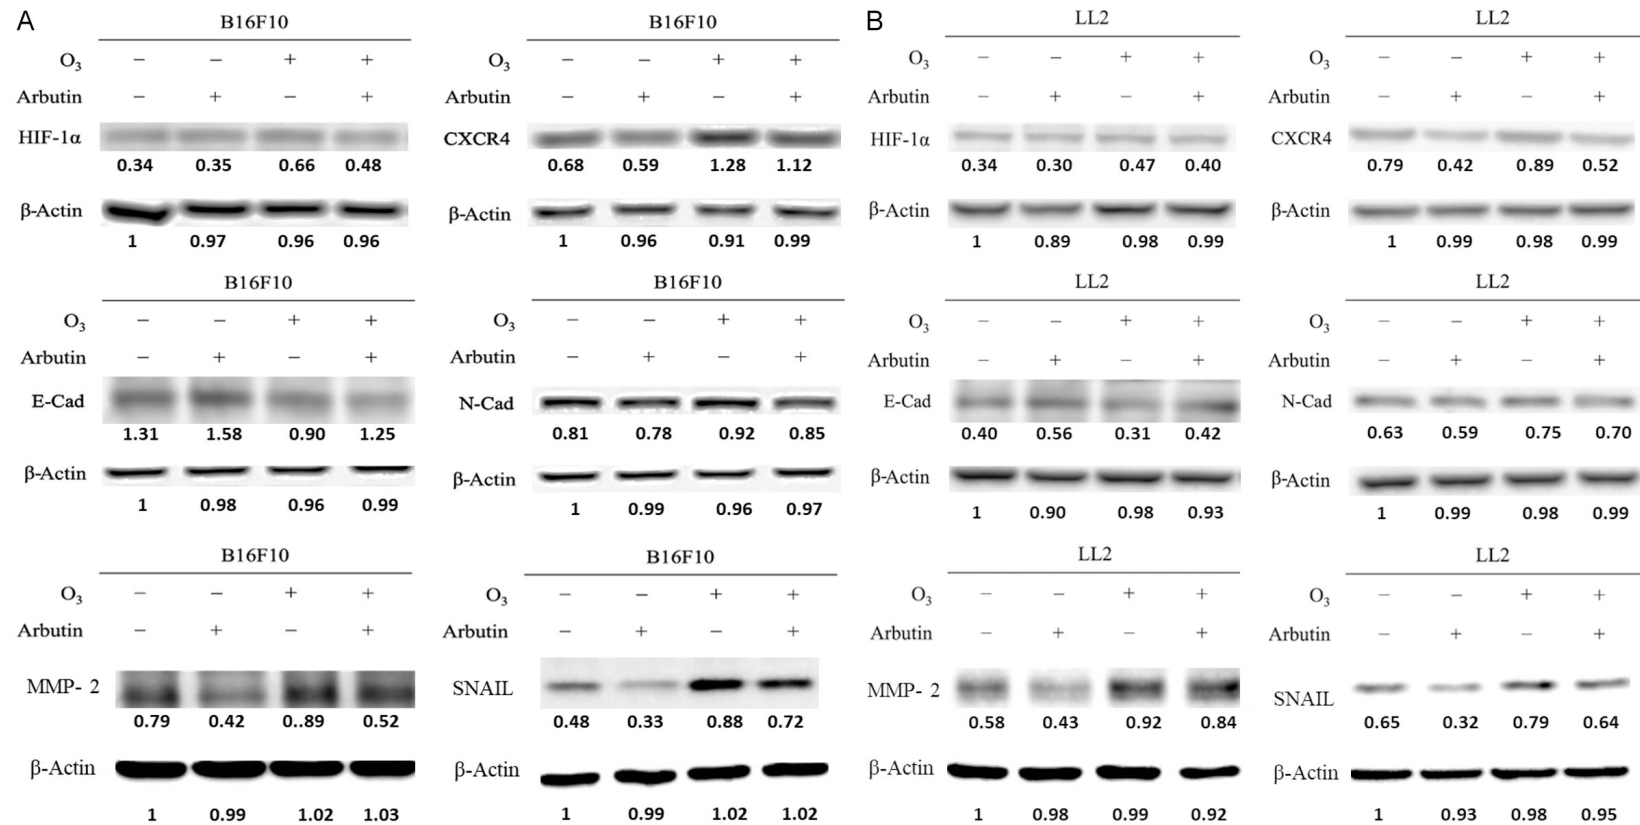 A
B16F10
O₃ − − + +
Arbutin − + − +
HIF-1α
0.34 0.35 0.66 0.48
β-Actin
1 0.97 0.96 0.96
B16F10
O₃ − − + +
Arbutin − + − +
CXCR4
0.68 0.59 1.28 1.12
β-Actin
1 0.96 0.91 0.99
B16F10
O₃ − − + +
Arbutin − + − +
E-Cad
1.31 1.58 0.90 1.25
β-Actin
1 0.98 0.96 0.99
B16F10
O₃ − − + +
Arbutin − + − +
N-Cad
0.81 0.78 0.92 0.85
β-Actin
1 0.99 0.96 0.97
B16F10
O₃ − − + +
Arbutin − + − +
MMP- 2
0.79 0.42 0.89 0.52
β-Actin
1 0.99 1.02 1.03
B16F10
O₃ − − + +
Arbutin − + − +
SNAIL
0.48 0.33 0.88 0.72
β-Actin
1 0.99 1.02 1.02
B
LL2
O₃ − − + +
Arbutin − + − +
HIF-1α
0.34 0.30 0.47 0.40
β-Actin
1 0.89 0.98 0.99
LL2
O₃ − − + +
Arbutin − + − +
CXCR4
0.79 0.42 0.89 0.52
β-Actin
1 0.99 0.98 0.99
LL2
O₃ − − + +
Arbutin − + − +
E-Cad
0.40 0.56 0.31 0.42
β-Actin
1 0.90 0.98 0.93
LL2
O₃ − − + +
Arbutin − + − +
N-Cad
0.63 0.59 0.75 0.70
β-Actin
1 0.99 0.98 0.99
LL2
O₃ − − + +
Arbutin − + − +
MMP- 2
0.58 0.43 0.92 0.84
β-Actin
1 0.98 0.99 0.92
LL2
O₃ − − + +
Arbutin − + − +
SNAIL
0.65 0.32 0.79 0.64
β-Actin
1 0.93 0.98 0.95